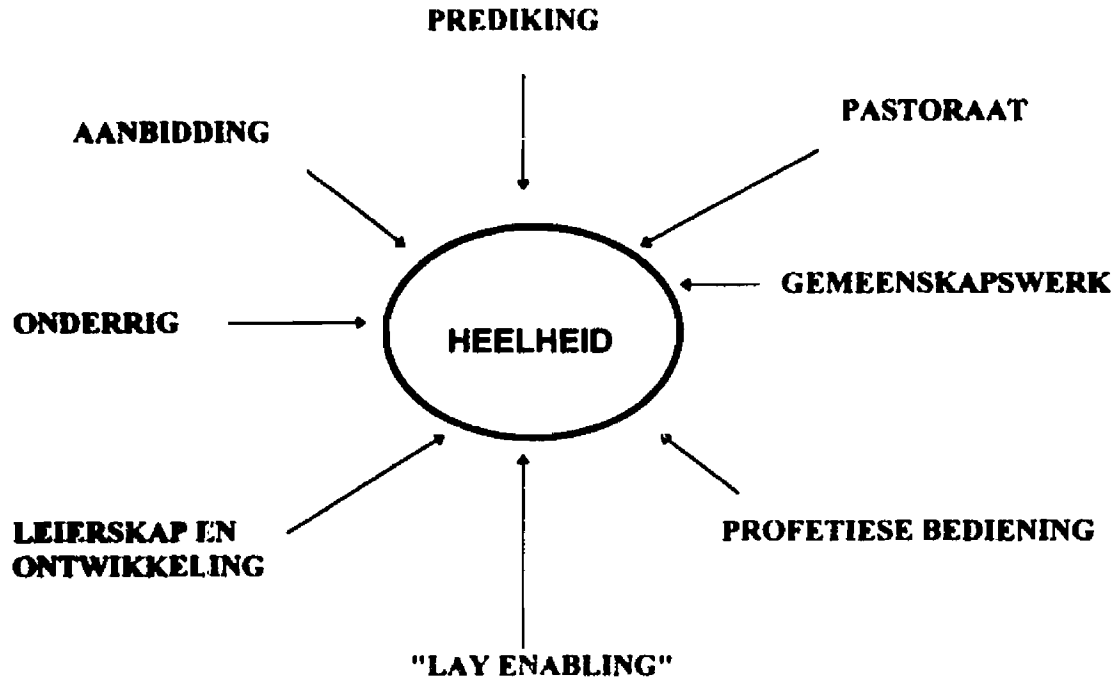 PREDIKING
PASTORAAT
AANBIDDING
GEMEENSKAPSWERK
ONDERRIG
HEELHEID
LEIERSKAP EN
ONTWIKKELING
PROFETIESE BEDIENING
"LAY ENABLING"